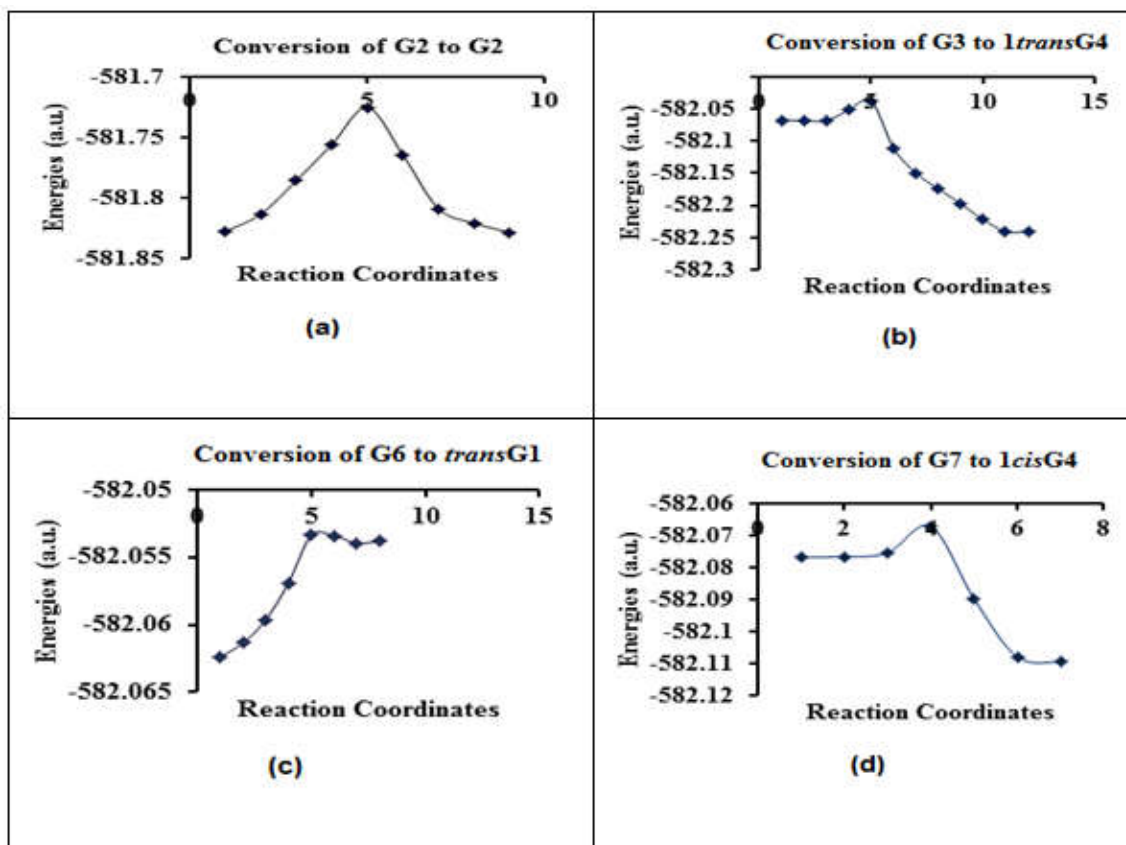 Conversion of G2 to G2
-581.7
0
5
10
-581.75
-581.8
-581.85
Energies (a.u.)
Reaction Coordinates
(a)
Conversion of G3 to 1transG4
0
5
10
15
-582.05
-582.1
-582.15
-582.2
-582.25
-582.3
Energies (a.u.)
Reaction Coordinates
(b)
Conversion of G6 to transG1
-582.05
0
5
10
15
-582.055
-582.06
-582.065
Energies (a.u.)
Reaction Coordinates
(c)
Conversion of G7 to 1cisG4
-582.06
0
2
4
6
8
-582.07
-582.08
-582.09
-582.1
-582.11
-582.12
Energies (a.u.)
Reaction Coordinates
(d)